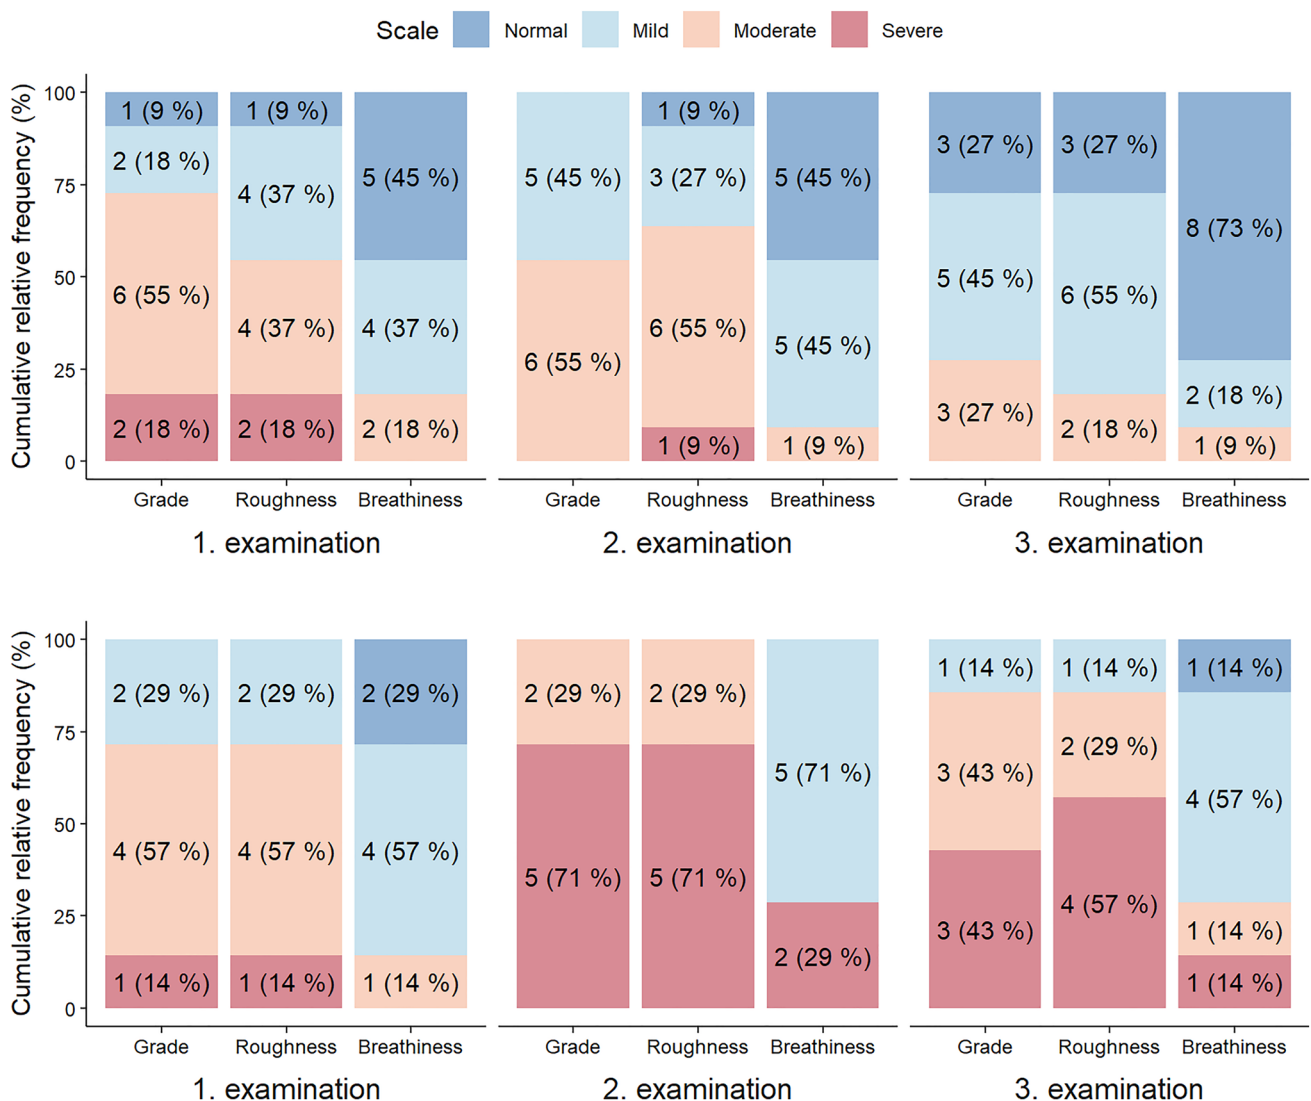 Scale Normal Mild Moderate Severe
Cumulative relative frequency (%)
100
75
50
25
0
1 (9 %) 1 (9 %) 5 (45 %)
2 (18 %) 4 (37 %)
6 (55 %) 4 (37 %) 4 (37 %)
2 (18 %) 2 (18 %) 2 (18 %)
Grade Roughness Breathiness
1. examination
5 (45 %) 1 (9 %) 5 (45 %)
3 (27 %)
6 (55 %) 6 (55 %) 5 (45 %)
1 (9 %) 1 (9 %)
Grade Roughness Breathiness
2. examination
3 (27 %) 3 (27 %) 8 (73 %)
5 (45 %) 6 (55 %) 2 (18 %)
3 (27 %) 2 (18 %) 1 (9 %)
Grade Roughness Breathiness
3. examination
Cumulative relative frequency (%)
100
75
50
25
0
2 (29 %) 2 (29 %) 2 (29 %)
4 (57 %) 4 (57 %) 4 (57 %)
1 (14 %) 1 (14 %) 1 (14 %)
Grade Roughness Breathiness
1. examination
2 (29 %) 2 (29 %) 5 (71 %)
5 (71 %) 5 (71 %) 2 (29 %)
Grade Roughness Breathiness
2. examination
1 (14 %) 1 (14 %) 1 (14 %)
3 (43 %) 2 (29 %) 4 (57 %)
3 (43 %) 4 (57 %) 1 (14 %)
1 (14 %)
Grade Roughness Breathiness
3. examination